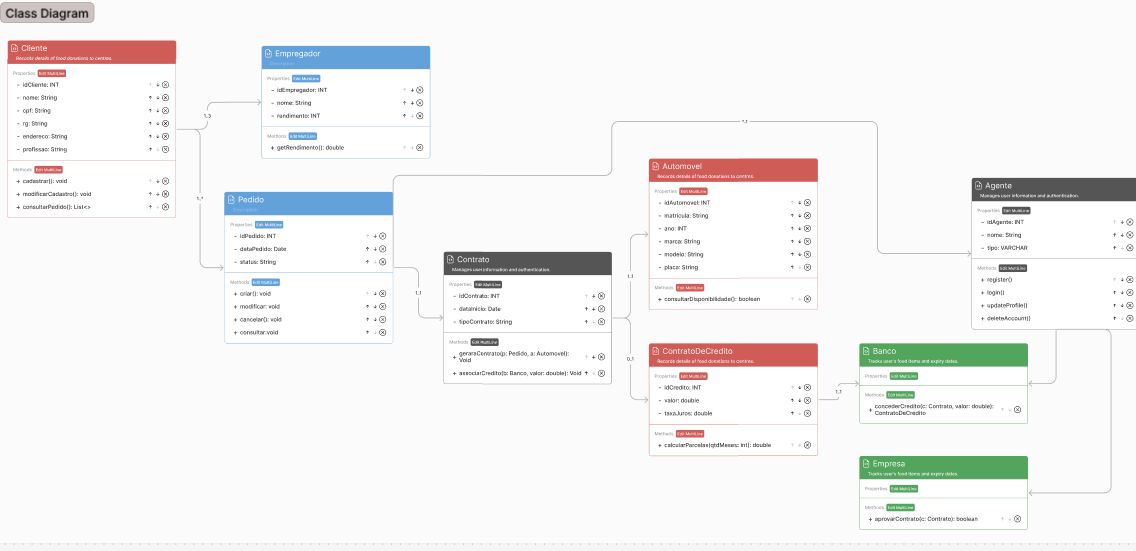 Class Diagram
Cliente
Records details of food donations to centres.
Properties Edit MultiLine
- idCliente: INT
- nome: String
- cpf: String
- rg: String
- endereco: String
- profissao: String
Methods Edit MultiLine
+ cadastrar(): void
+ modificarCadastro(): void
+ consultarPedido(): List<>
Empregador
Properties Edit MultiLine
- idEmpregador: INT
- nome: String
- rendimento: INT
Methods Edit MultiLine
+ getRendimento(): double
1..3
1..*
Pedido
Properties Edit MultiLine
- idPedido: INT
- dataPedido: Date
- status: String
Methods Edit MultiLine
+ criar(): void
+ modificar: void
+ cancelar(): void
+ consultar:void
1..1
Contrato
Manages user information and authentication.
Properties Edit MultiLine
- idContrato: INT
- dataInicio: Date
- tipoContrato: String
Methods Edit MultiLine
+ geraraContrato(p: Pedido, a: Automovel):
Void
+ associarCredito(b: Banco, valor: double): Void
1..1
0..1
Automovel
Records details of food donations to centres.
Properties Edit MultiLine
- idAutomovel: INT
- matricula: String
- ano: INT
- marca: String
- modelo: String
- placa: String
Methods Edit MultiLine
+ consultarDisponibilidade(): boolean
ContratoDeCredito
Records details of food donations to centres.
Properties Edit MultiLine
- idCredito: INT
- valor: double
- taxaJuros: double
Methods Edit MultiLine
+ calcularParcelas(qtdMeses: int): double
1..1
Agente
Manages user information and authentication.
Properties Edit MultiLine
- idAgente: INT
- nome: String
- tipo: VARCHAR
Methods Edit MultiLine
+ register()
+ login()
+ updateProfile()
+ deleteAccount()
Banco
Tracks user's food items and expiry dates.
Properties Edit MultiLine
Methods Edit MultiLine
+ concederCredito(c: Contrato, valor: double):
ContratoDeCredito
Empresa
Tracks user's food items and expiry dates.
Properties Edit MultiLine
Methods Edit MultiLine
+ aprovarContrato(c: Contrato): boolean